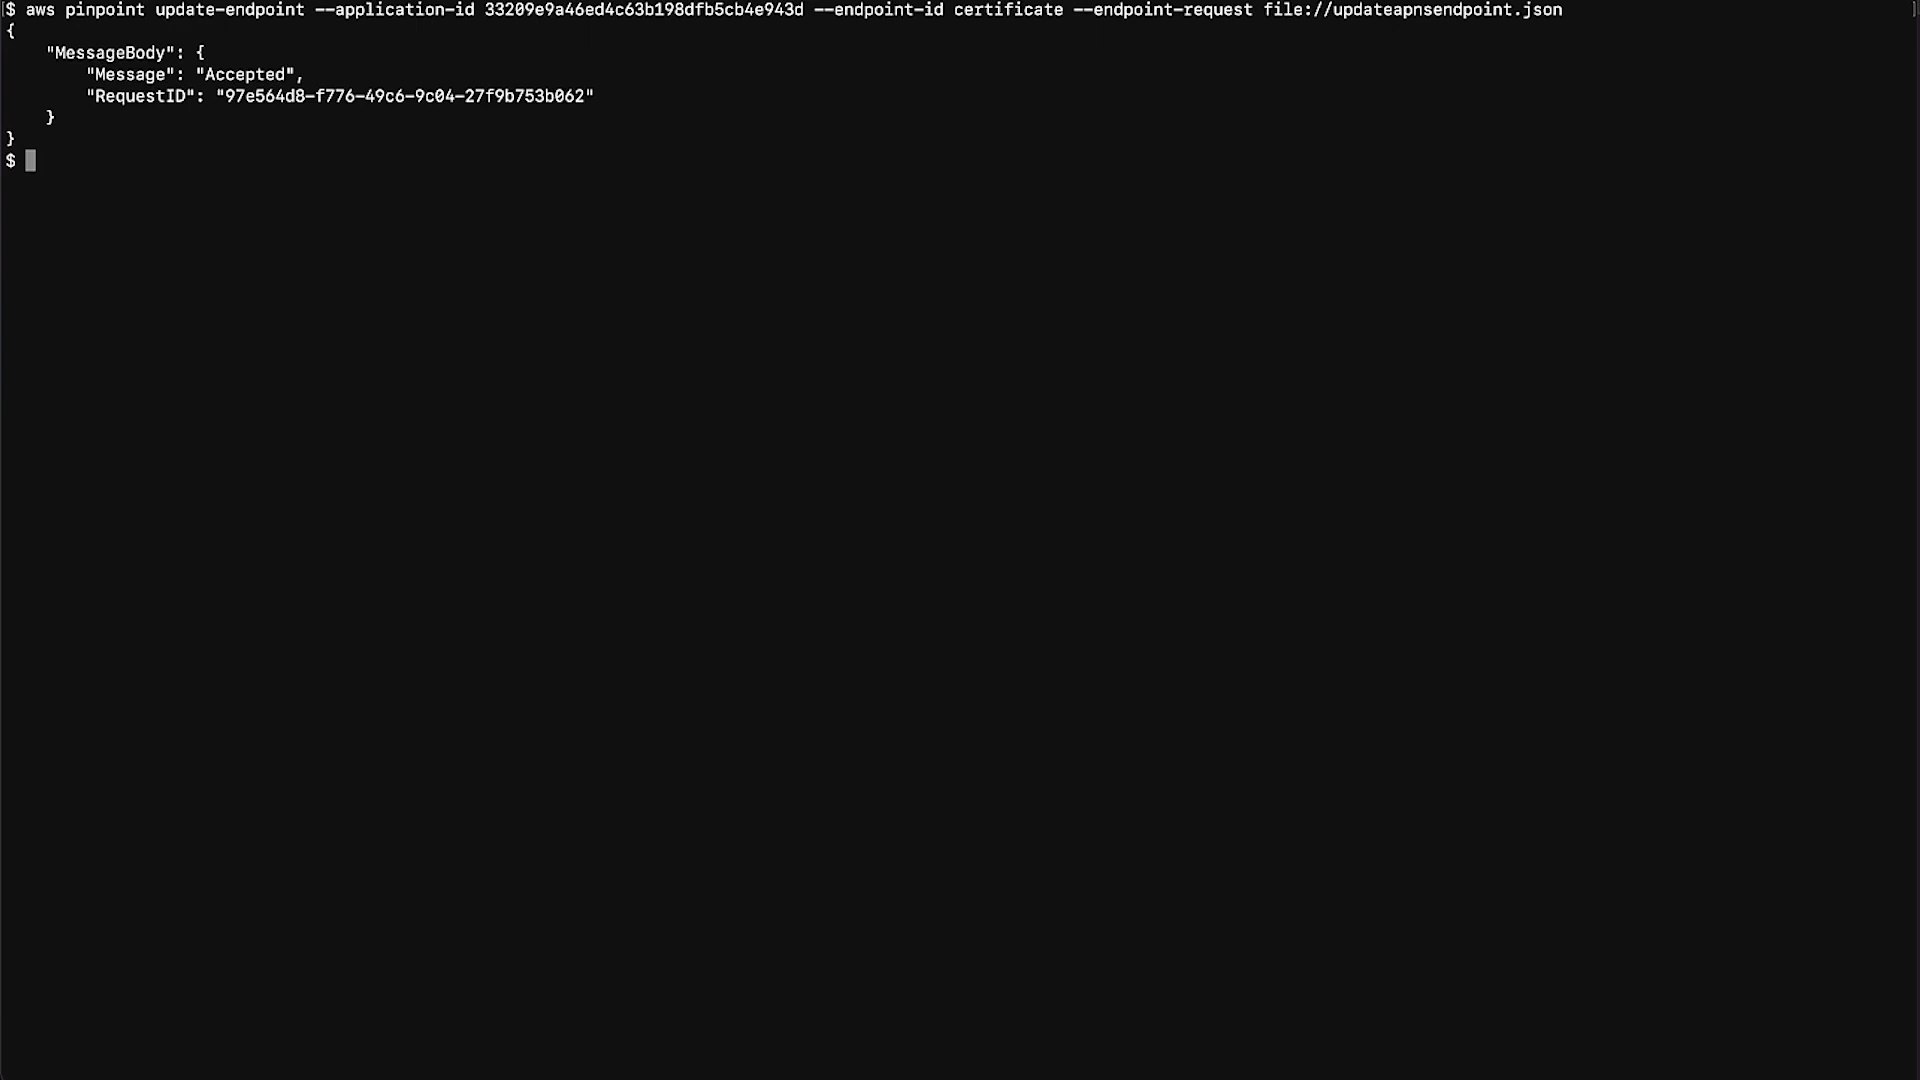 $ aws pinpoint update-endpoint --application-id 33209e9a46ed4c63b198dfb5cb4e943d --endpoint-id certificate --endpoint-request file://updateapnsendpoint.json
{
    "MessageBody": {
        "Message": "Accepted",
        "RequestID": "97e564d8-f776-49c6-9c04-27f9b753b062"
    }
}
$